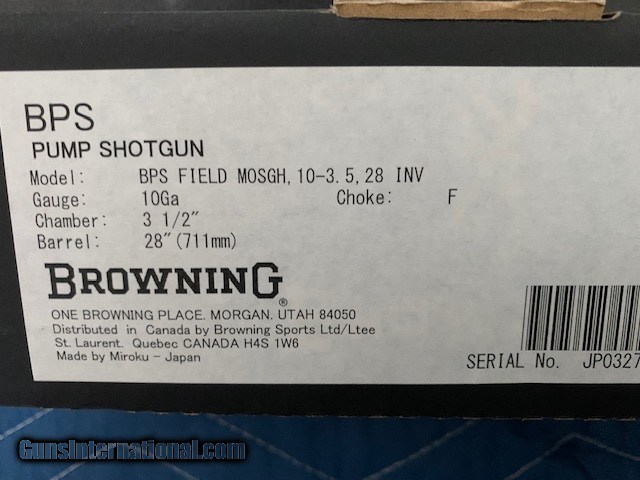 BPS
PUMP SHOTGUN
Model: BPS FIELD MOSGH, 10-3.5, 28 INV
Gauge: 10Ga Choke: F
Chamber: 3 1/2"
Barrel: 28"(711mm)
BROWNING®
ONE BROWNING PLACE. MORGAN. UTAH 84050
Distributed in Canada by Browning Sports Ltd/Ltee
St. Laurent. Quebec CANADA H4S 1W6
Made by Miroku - Japan
SERIAL No. JP0327
GunsInternational.com